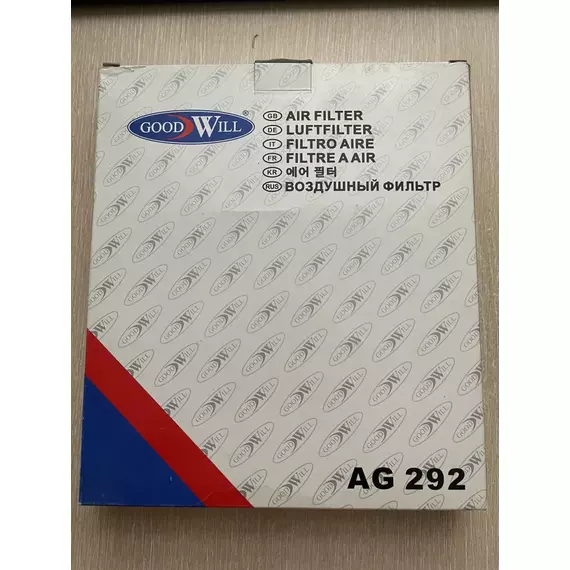 GOODWILL®
GB AIR FILTER
DE LUFTFILTER
IT FILTRO AIRE
FR FILTRE A AIR
KR 에어 필터
RUS ВОЗДУШНЫЙ ФИЛЬТР
AG 292